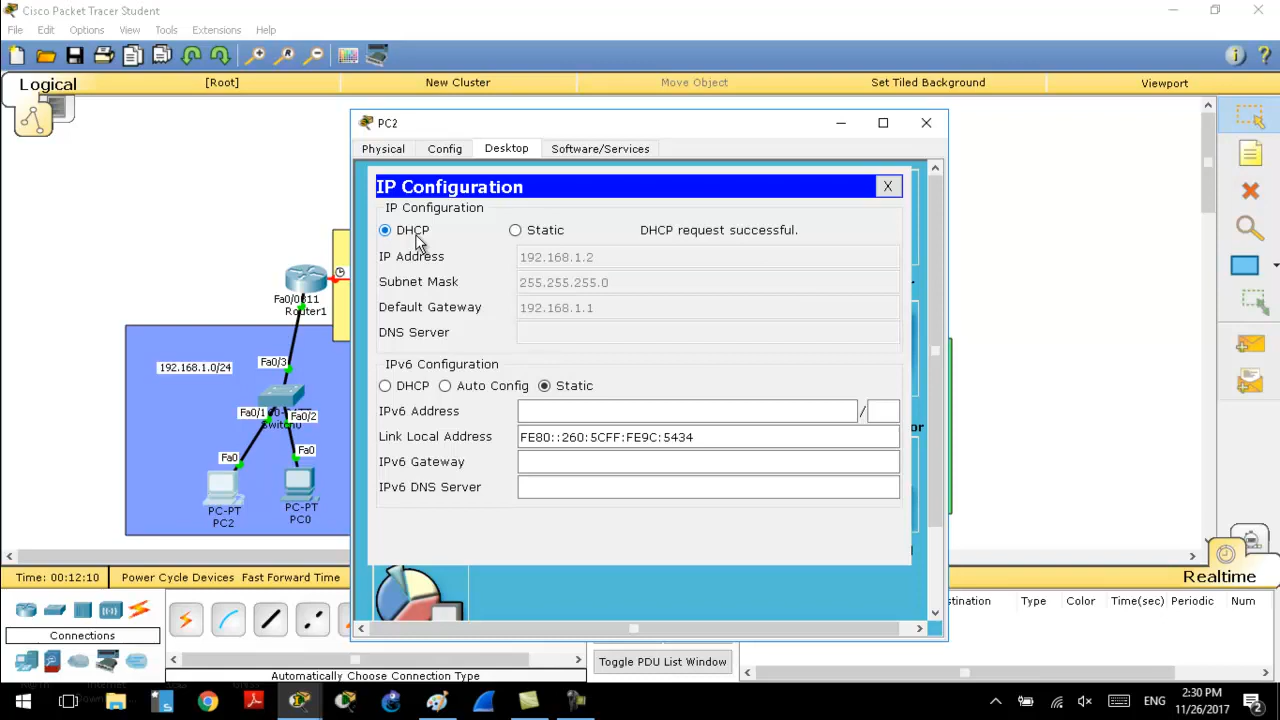 Cisco Packet Tracer Student
File Edit Options View Tools Extensions Help
Logical [Root] New Cluster Move Object Set Tiled Background Viewport
PC2
Physical Config Desktop Software/Services
IP Configuration X
IP Configuration
DHCP Static DHCP request successful.
IP Address 192.168.1.2
Subnet Mask 255.255.255.0
Default Gateway 192.168.1.1
DNS Server
IPv6 Configuration
DHCP Auto Config Static
IPv6 Address /
Link Local Address FE80::260:5CFF:FE9C:5434
IPv6 Gateway
IPv6 DNS Server
Router1
192.168.1.0/24
Fa0/3
Fa0/1
Fa0/2
Fa0
Fa0
PC-PT
PC2
PC-PT
PC0
Time: 00:12:10 Power Cycle Devices Fast Forward Time Realtime
Connections
Automatically Choose Connection Type
Toggle PDU List Window
Type Color Time(sec) Periodic Num
ENG
2:30 PM
11/26/2017
2